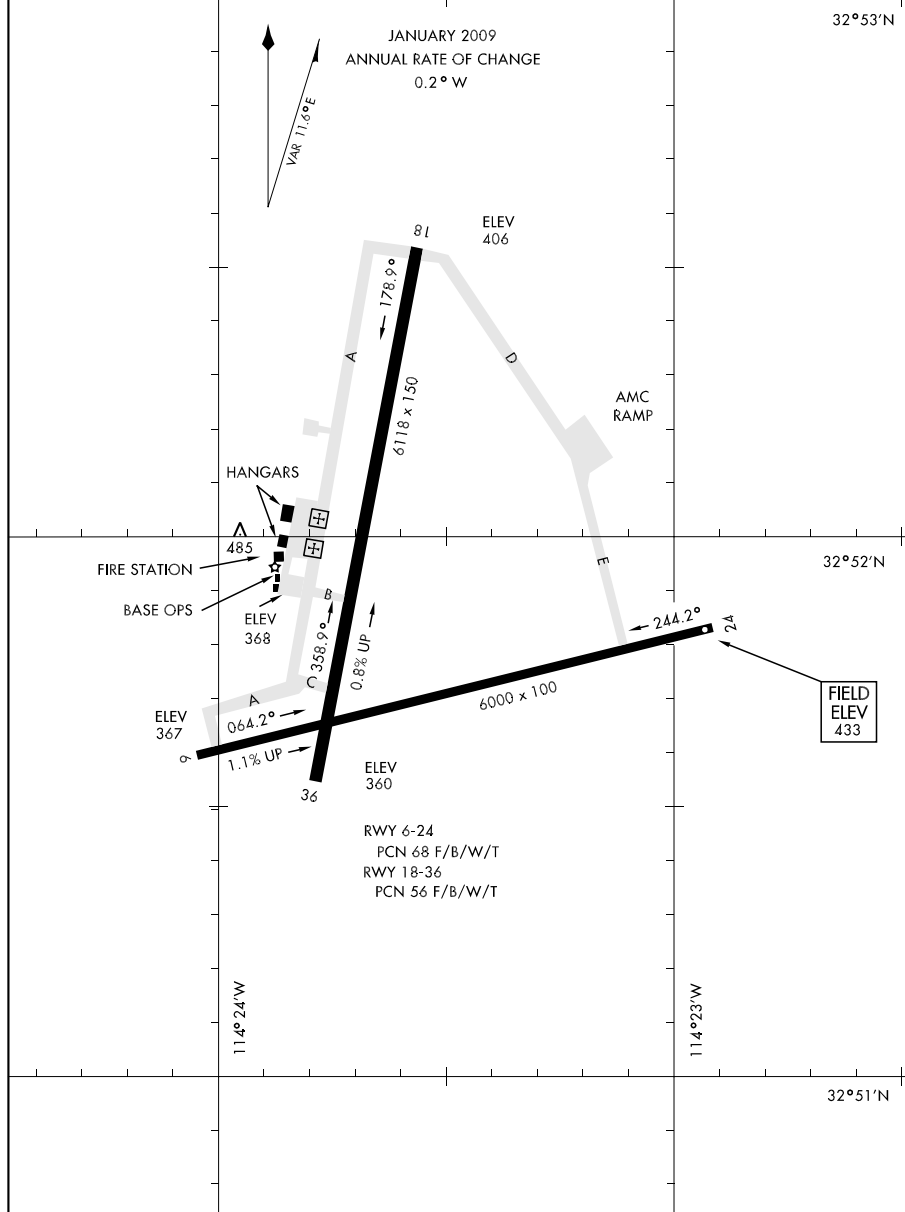 32°53'N
JANUARY 2009
ANNUAL RATE OF CHANGE
0.2° W
VAR 11.6°E
18
ELEV
406
178.9°
A
D
6118 x 150
AMC
RAMP
HANGARS
485
32°52'N
FIRE STATION
E
BASE OPS
B
ELEV
368
358.9°
0.8% UP
244.2°
24
C
A
6000 x 100
FIELD
ELEV
433
ELEV
367
064.2°
6
1.1% UP
ELEV
360
36
RWY 6-24
PCN 68 F/B/W/T
RWY 18-36
PCN 56 F/B/W/T
114°24'W
114°23'W
32°51'N